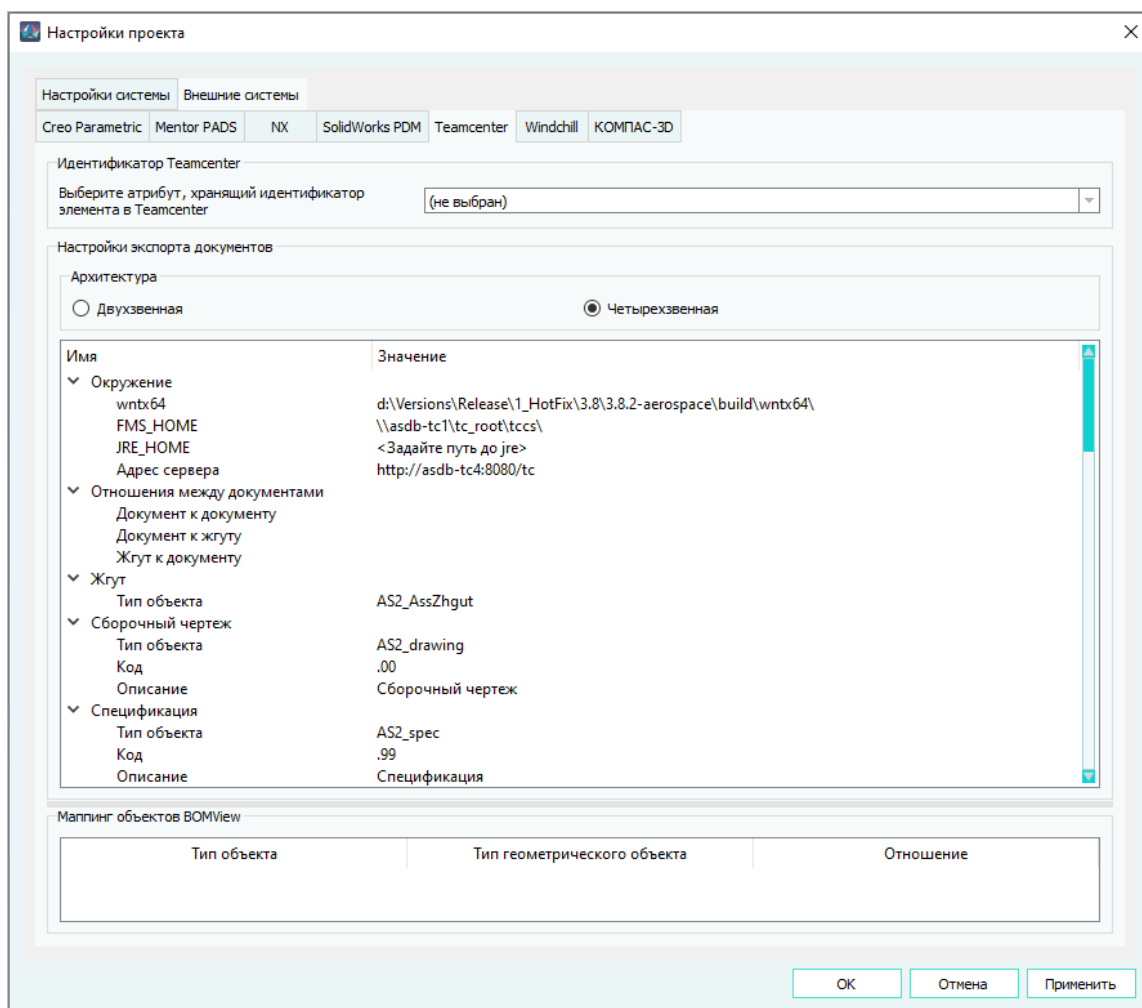 Настройки проекта
Настройки системы Внешние системы
Creo Parametric Mentor PADS NX SolidWorks PDM Teamcenter Windchill КОМПАС-3D
Идентификатор Teamcenter
Выберите атрибут, хранящий идентификатор
элемента в Teamcenter
(не выбран)
Настройки экспорта документов
Архитектура
Двухзвенная Четырехзвенная
Имя Значение
Окружение
wntx64 d:\Versions\Release\1_HotFix\3.8\3.8.2-aerospace\build\wntx64\
FMS_HOME \\asdb-tc1\tc_root\tccs\
JRE_HOME <Задайте путь до jre>
Адрес сервера http://asdb-tc4:8080/tc
Отношения между документами
Документ к документу
Документ к жгуту
Жгут к документу
Жгут
Тип объекта AS2_AssZhgut
Сборочный чертеж
Тип объекта AS2_drawing
Код .00
Описание Сборочный чертеж
Спецификация
Тип объекта AS2_spec
Код .99
Описание Спецификация
Маппинг объектов BOMView
Тип объекта Тип геометрического объекта Отношение
ОК Отмена Применить